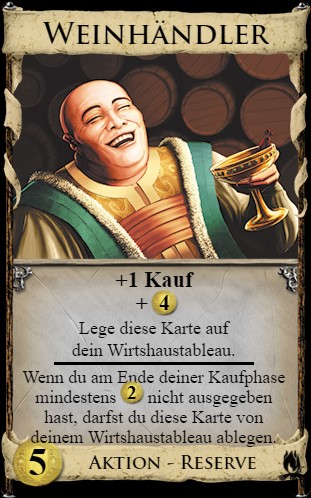 WEINHÄNDLER
+1 Kauf
+ 4
Lege diese Karte auf
dein Wirtshaustableau.
Wenn du am Ende deiner Kaufphase
mindestens 2 nicht ausgegeben
hast, darfst du diese Karte von
deinem Wirtshaustableau ablegen.
5 AKTION - RESERVE